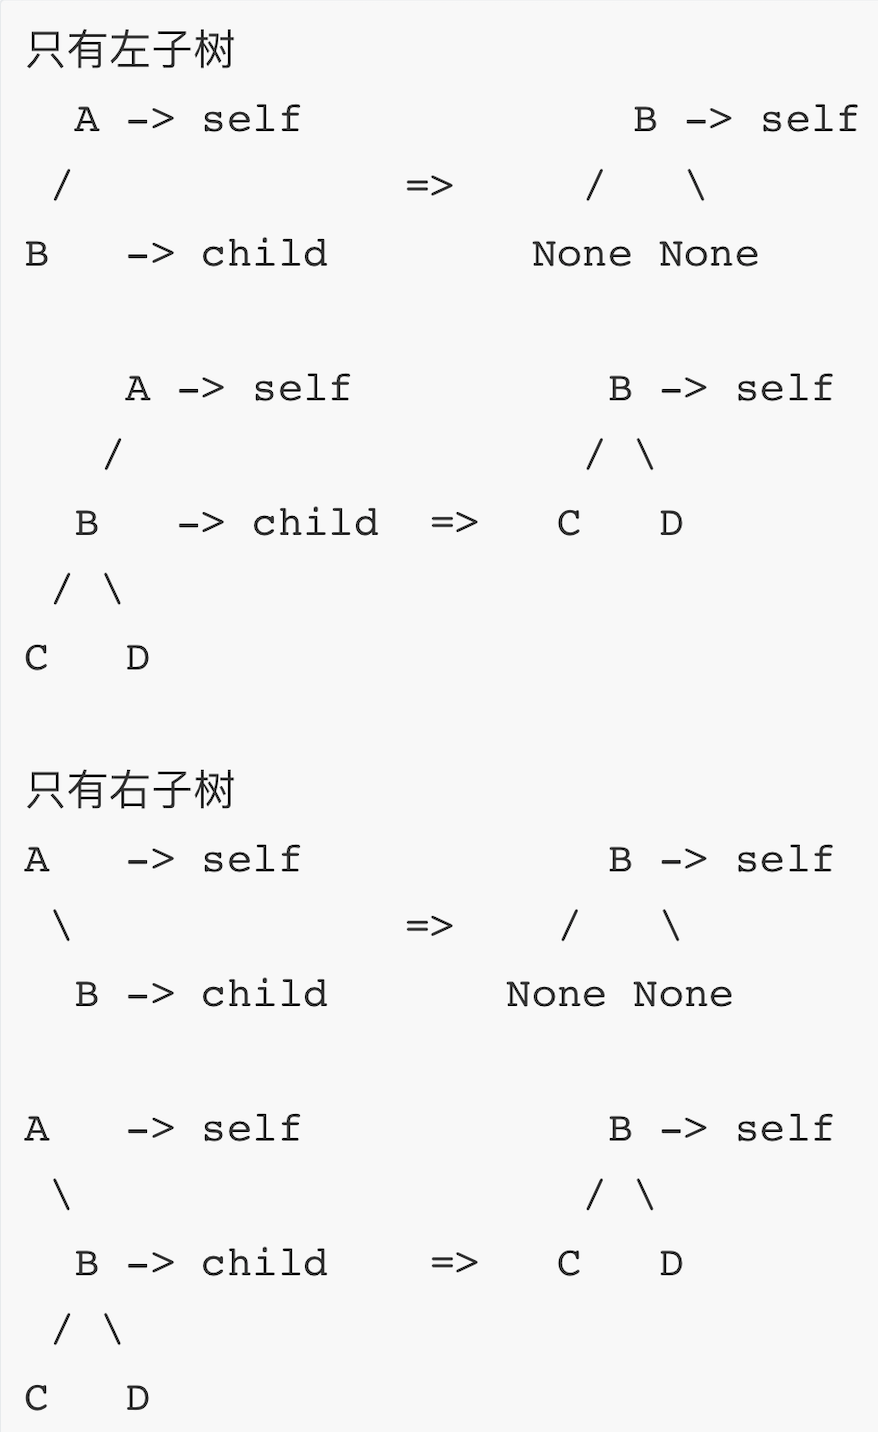 只有左子树
  A -> self             B -> self
 /             =>     /   \
B   -> child        None None

    A -> self          B -> self
   /                  / \
  B   -> child  =>   C   D
 / \
C   D

只有右子树
A   -> self            B -> self
 \             =>    /   \
  B -> child       None None

A   -> self            B -> self
 \                    / \
  B -> child    =>   C   D
 / \
C   D